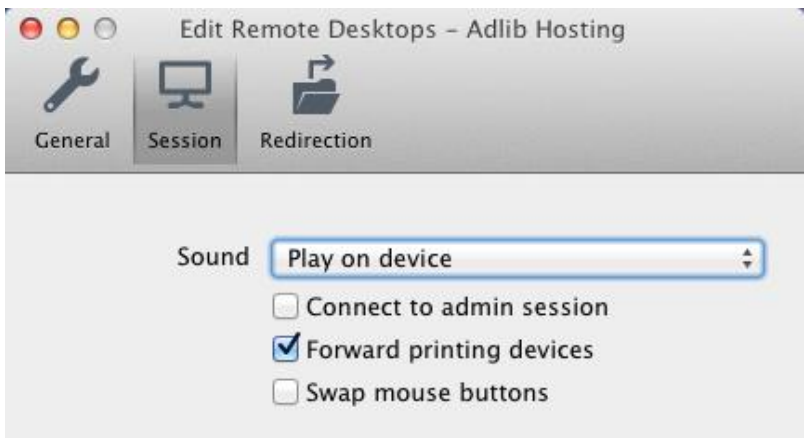 Edit Remote Desktops – Adlib Hosting
General Session Redirection
Sound Play on device
Connect to admin session
Forward printing devices
Swap mouse buttons